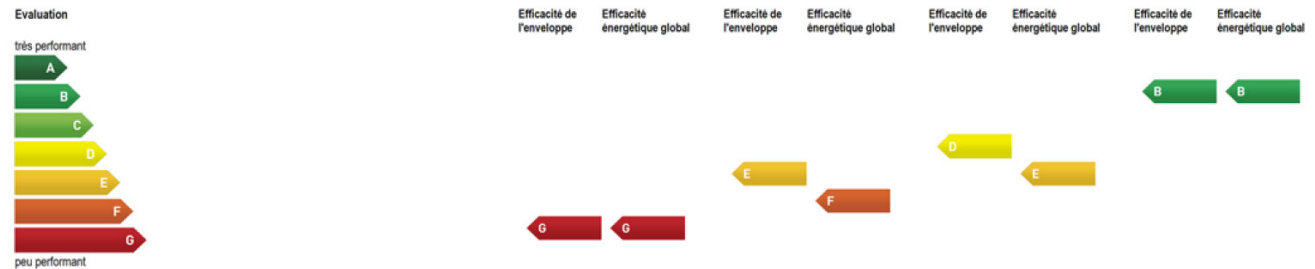 Evaluation
Efficacité de Efficacité Efficacité de Efficacité Efficacité de Efficacité Efficacité de Efficacité
l'enveloppe énergétique global l'enveloppe énergétique global l'enveloppe énergétique global l'enveloppe énergétique global
très performant
A
B B B
C
D D
E E E
F F
G G G
peu performant